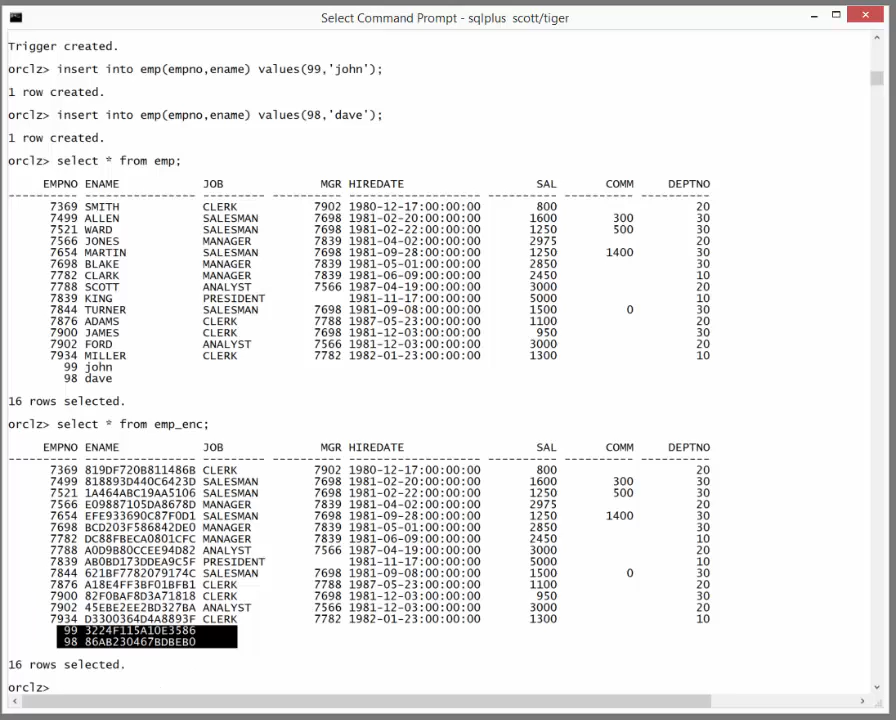 Select Command Prompt - sqlplus scott/tiger
Trigger created.
orclz> insert into emp(empno,ename) values(99,'john');
1 row created.
orclz> insert into emp(empno,ename) values(98,'dave');
1 row created.
orclz> select * from emp;
EMPNO ENAME JOB MGR HIREDATE SAL COMM DEPTNO
---------- ---------- --------- ---------- ------------------- ---------- ---------- ----------
7369 SMITH CLERK 7902 1980-12-17:00:00:00 800 20
7499 ALLEN SALESMAN 7698 1981-02-20:00:00:00 1600 300 30
7521 WARD SALESMAN 7698 1981-02-22:00:00:00 1250 500 30
7566 JONES MANAGER 7839 1981-04-02:00:00:00 2975 20
7654 MARTIN SALESMAN 7698 1981-09-28:00:00:00 1250 1400 30
7698 BLAKE MANAGER 7839 1981-05-01:00:00:00 2850 30
7782 CLARK MANAGER 7839 1981-06-09:00:00:00 2450 10
7788 SCOTT ANALYST 7566 1987-04-19:00:00:00 3000 20
7839 KING PRESIDENT 1981-11-17:00:00:00 5000 10
7844 TURNER SALESMAN 7698 1981-09-08:00:00:00 1500 0 30
7876 ADAMS CLERK 7788 1987-05-23:00:00:00 1100 20
7900 JAMES CLERK 7698 1981-12-03:00:00:00 950 30
7902 FORD ANALYST 7566 1981-12-03:00:00:00 3000 20
7934 MILLER CLERK 7782 1982-01-23:00:00:00 1300 10
99 john
98 dave
16 rows selected.
orclz> select * from emp_enc;
EMPNO ENAME JOB MGR HIREDATE SAL COMM DEPTNO
---------- ---------------- --------- ---------- ------------------- ---------- ---------- ----------
7369 819DF720B811486B CLERK 7902 1980-12-17:00:00:00 800 20
7499 818893D440C6423D SALESMAN 7698 1981-02-20:00:00:00 1600 300 30
7521 1A464ABC19AA5106 SALESMAN 7698 1981-02-22:00:00:00 1250 500 30
7566 E09887105DA8678D MANAGER 7839 1981-04-02:00:00:00 2975 20
7654 EFE933690C87F0D1 SALESMAN 7698 1981-09-28:00:00:00 1250 1400 30
7698 BCD203F586842DE0 MANAGER 7839 1981-05-01:00:00:00 2850 30
7782 DC88FBECA0801CFC MANAGER 7839 1981-06-09:00:00:00 2450 10
7788 A0D9B80CCEE94D82 ANALYST 7566 1987-04-19:00:00:00 3000 20
7839 AB0BD173DDEA9C5F PRESIDENT 1981-11-17:00:00:00 5000 10
7844 621BF7782079174C SALESMAN 7698 1981-09-08:00:00:00 1500 0 30
7876 A18E4FF3BF01BFB1 CLERK 7788 1987-05-23:00:00:00 1100 20
7900 82F0BAF8D3A71818 CLERK 7698 1981-12-03:00:00:00 950 30
7902 45EBE2EE2BD327BA ANALYST 7566 1981-12-03:00:00:00 3000 20
7934 D3300364D4A8893F CLERK 7782 1982-01-23:00:00:00 1300 10
99 3224F115A10E3586
98 86AB230467BDBEB0
16 rows selected.
orclz>